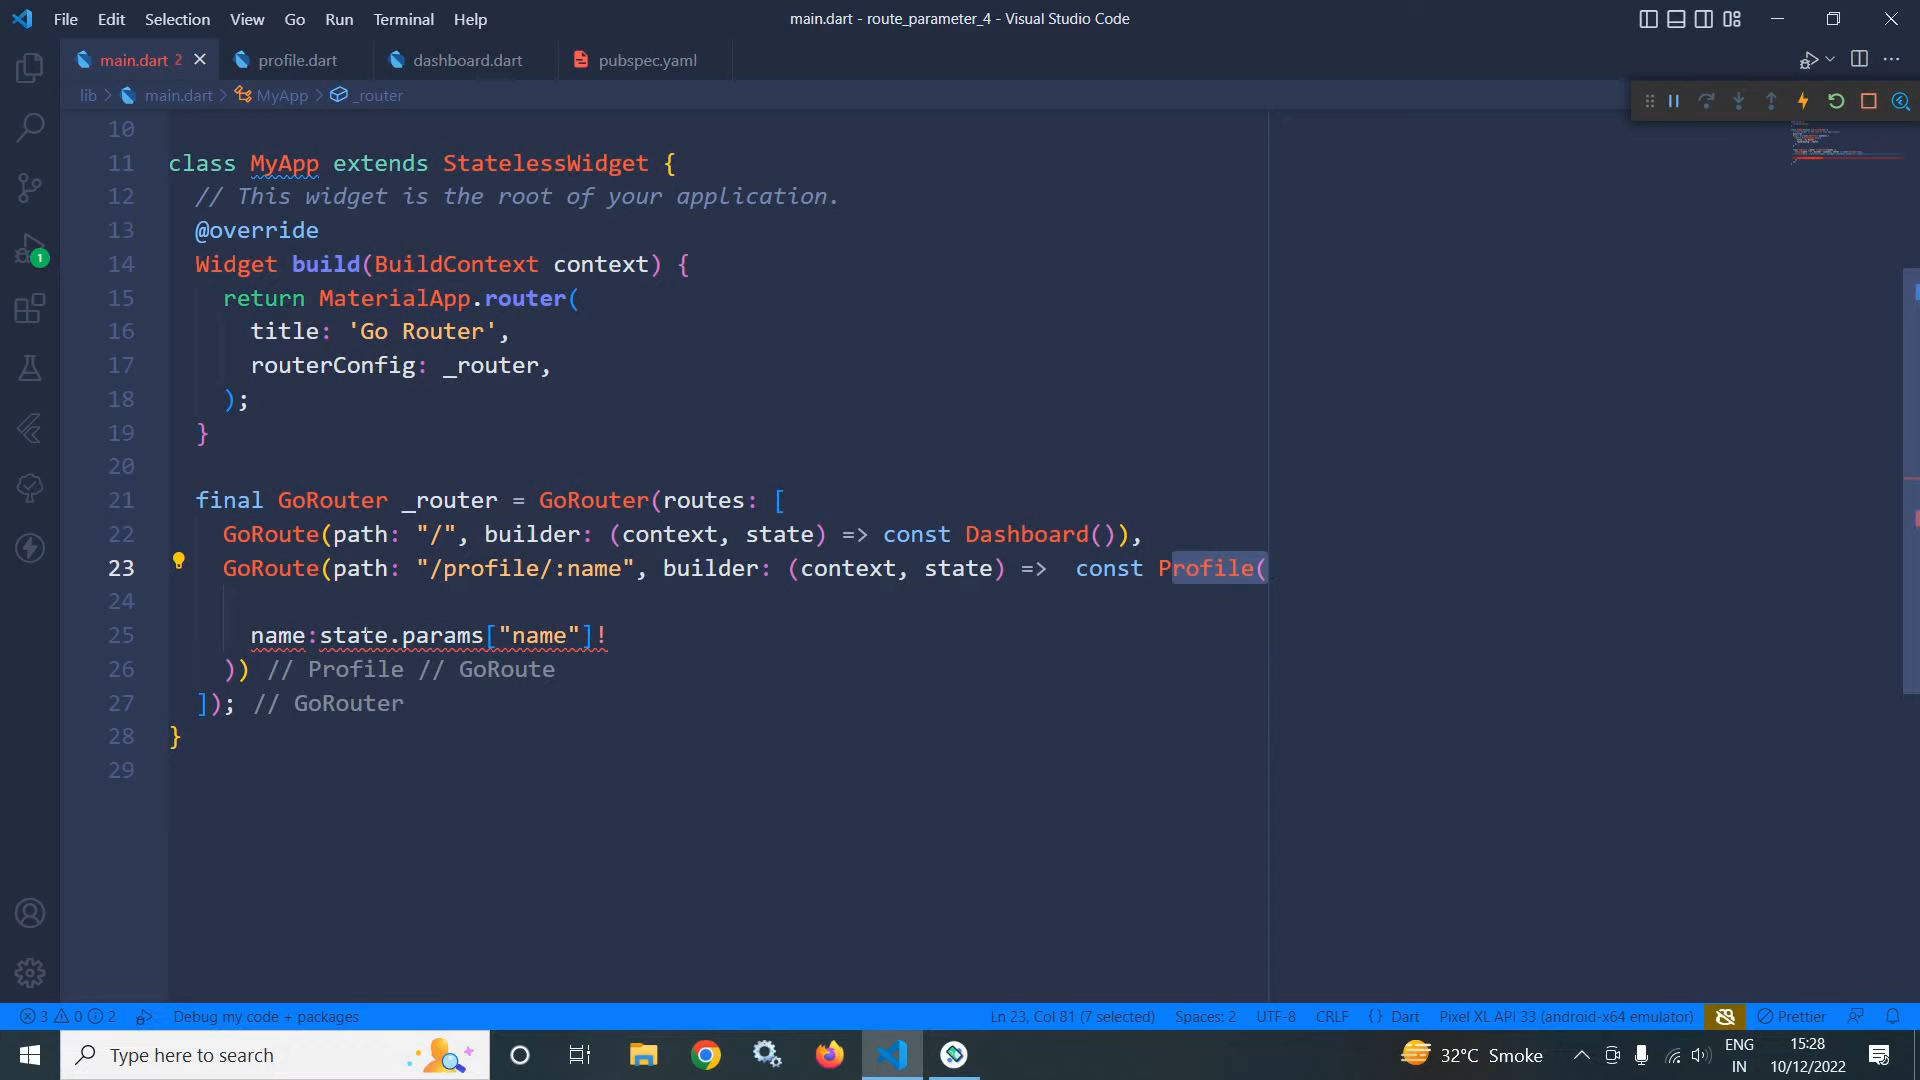 File Edit Selection View Go Run Terminal Help
main.dart - route_parameter_4 - Visual Studio Code
main.dart 2
profile.dart
dashboard.dart
pubspec.yaml
lib > main.dart > MyApp > _router
10
11 class MyApp extends StatelessWidget {
12 // This widget is the root of your application.
13 @override
14 Widget build(BuildContext context) {
15 return MaterialApp.router(
16 title: 'Go Router',
17 routerConfig: _router,
18 );
19 }
20
21 final GoRouter _router = GoRouter(routes: [
22 GoRoute(path: "/", builder: (context, state) => const Dashboard()),
23 GoRoute(path: "/profile/:name", builder: (context, state) =>  const Profile(
24
25 name:state.params["name"]!
26 )) // Profile // GoRoute
27 ]); // GoRouter
28 }
29
1
3 0 2 Debug my code + packages
Ln 23, Col 81 (7 selected) Spaces: 2 UTF-8 CRLF {} Dart Pixel XL API 33 (android-x64 emulator) Prettier
Type here to search
32°C Smoke
ENG
IN
15:28
10/12/2022